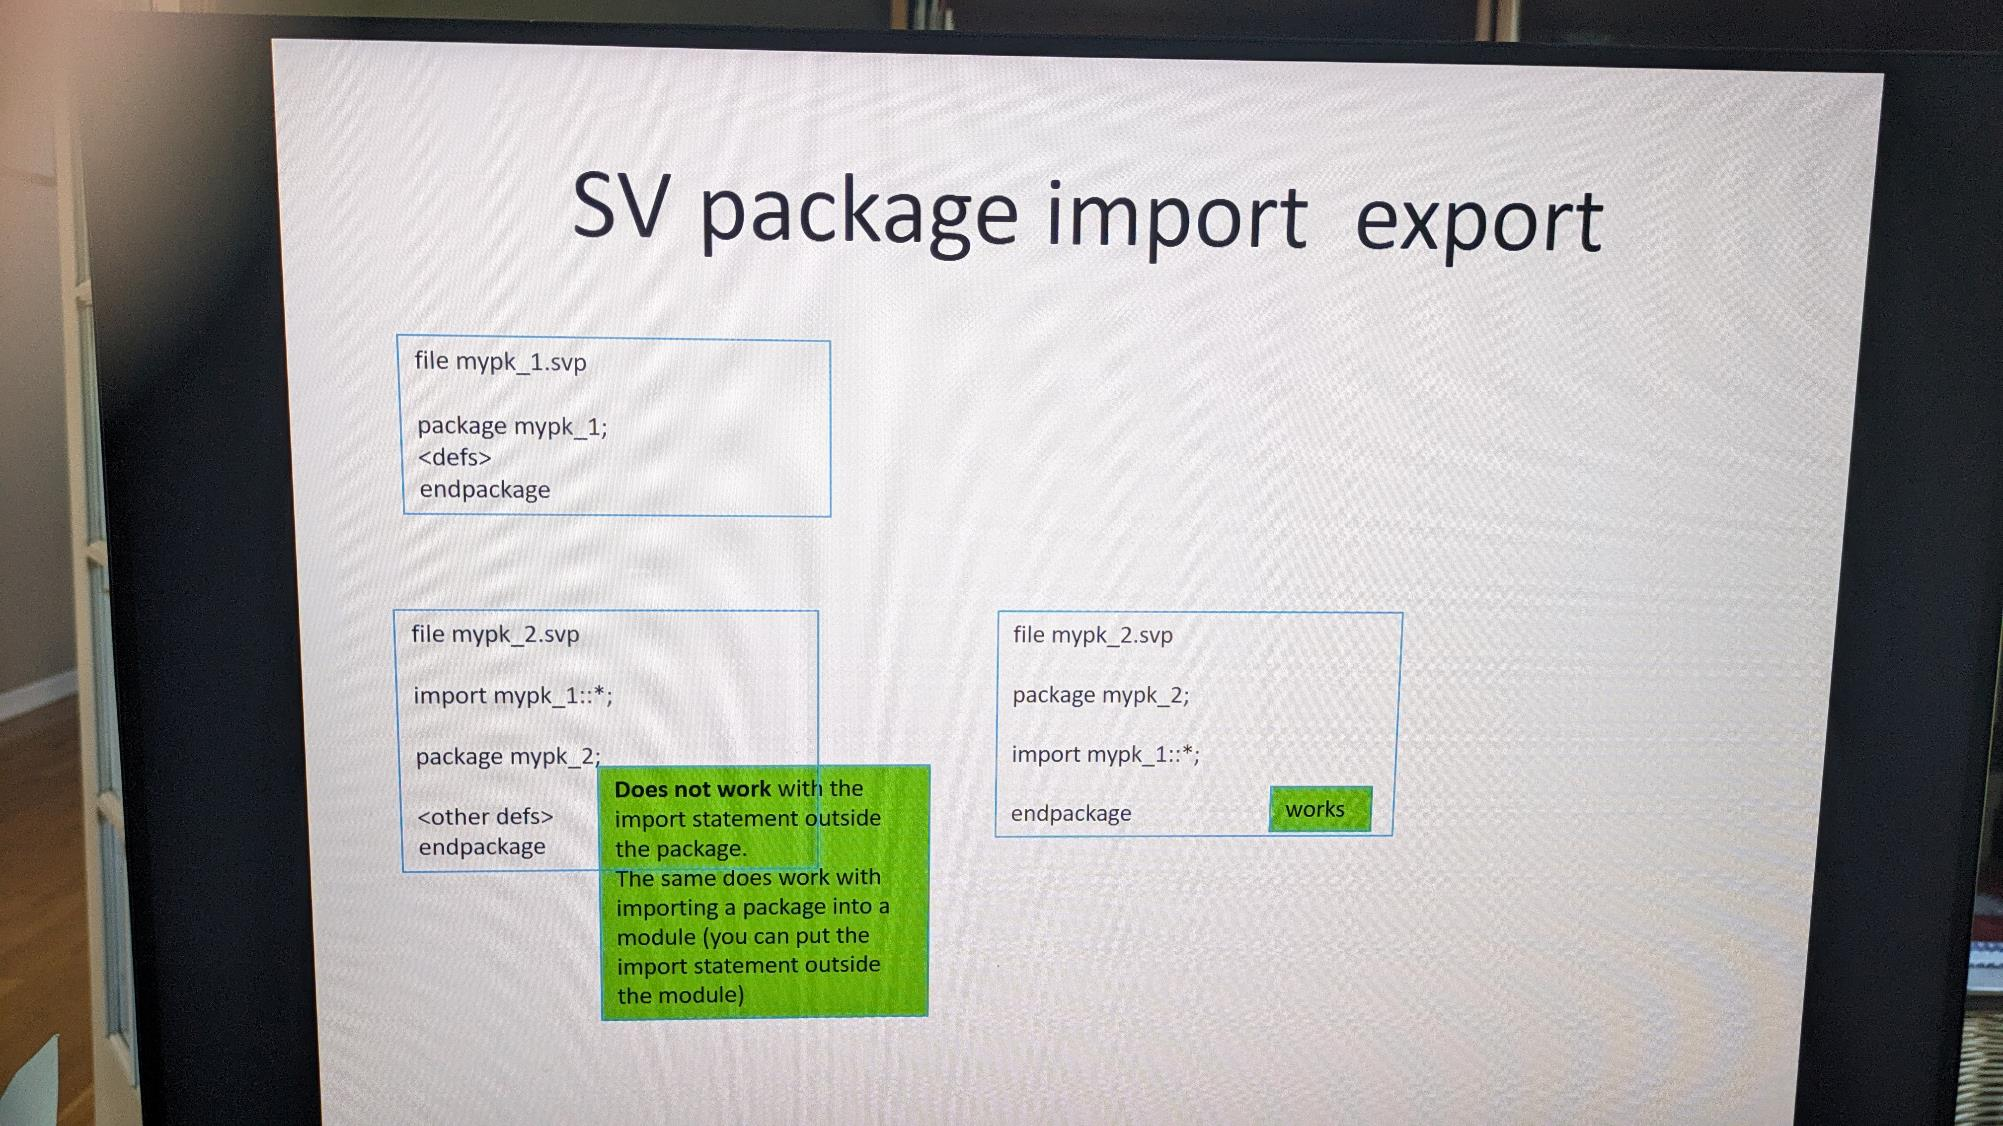 SV package import export
file mypk_1.svp
package mypk_1;
<defs>
endpackage
file mypk_2.svp
import mypk_1::*;
package mypk_2;
<other defs>
endpackage
Does not work with the
import statement outside
the package.
The same does work with
importing a package into a
module (you can put the
import statement outside
the module)
file mypk_2.svp
package mypk_2;
import mypk_1::*;
endpackage
works